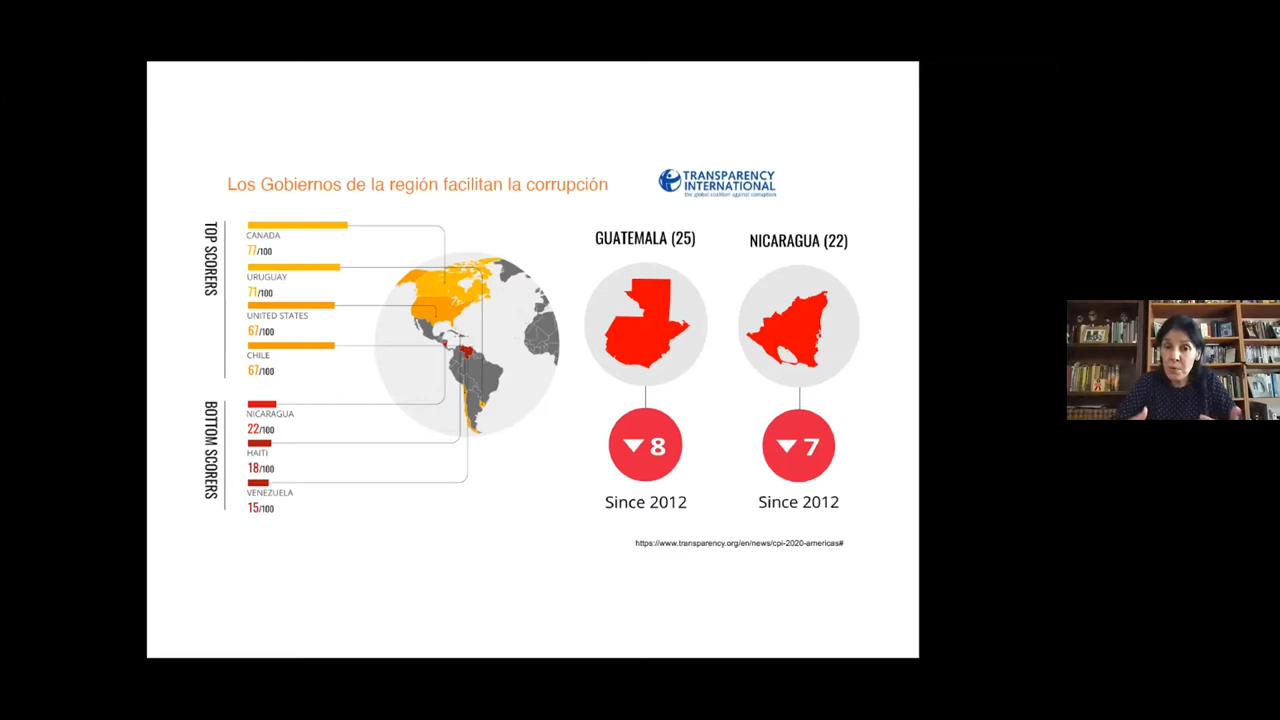 Los Gobiernos de la región facilitan la corrupción
TRANSPARENCY
INTERNATIONAL
the global coalition against corruption
TOP SCORERS
CANADA
77/100
URUGUAY
71/100
UNITED STATES
67/100
CHILE
67/100
BOTTOM SCORERS
NICARAGUA
22/100
HAITI
18/100
VENEZUELA
15/100
GUATEMALA (25)
8
Since 2012
NICARAGUA (22)
7
Since 2012
https://www.transparency.org/en/news/cpi-2020-americas#